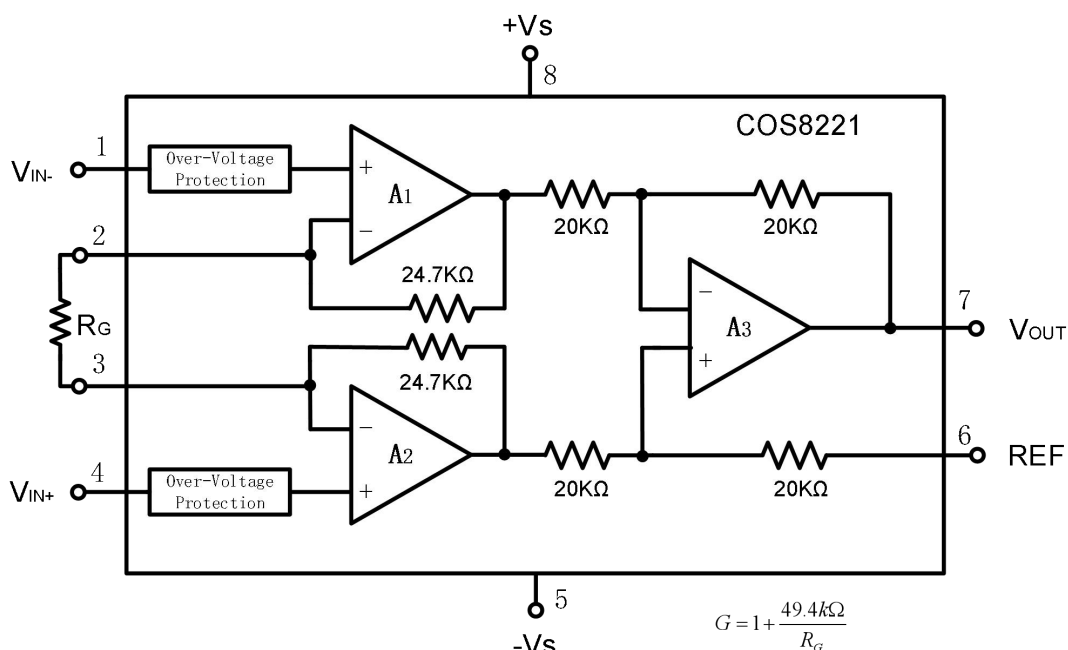 +Vs
8
COS8221
1
VIN-
Over-Voltage
Protection
+
A1
−
20KΩ
20KΩ
2
24.7KΩ
RG
−
A3
+
7
VOUT
3
24.7KΩ
−
A2
+
6
REF
20KΩ
20KΩ
4
VIN+
Over-Voltage
Protection
5
-Vs
G = 1 + 49.4kΩ / RG